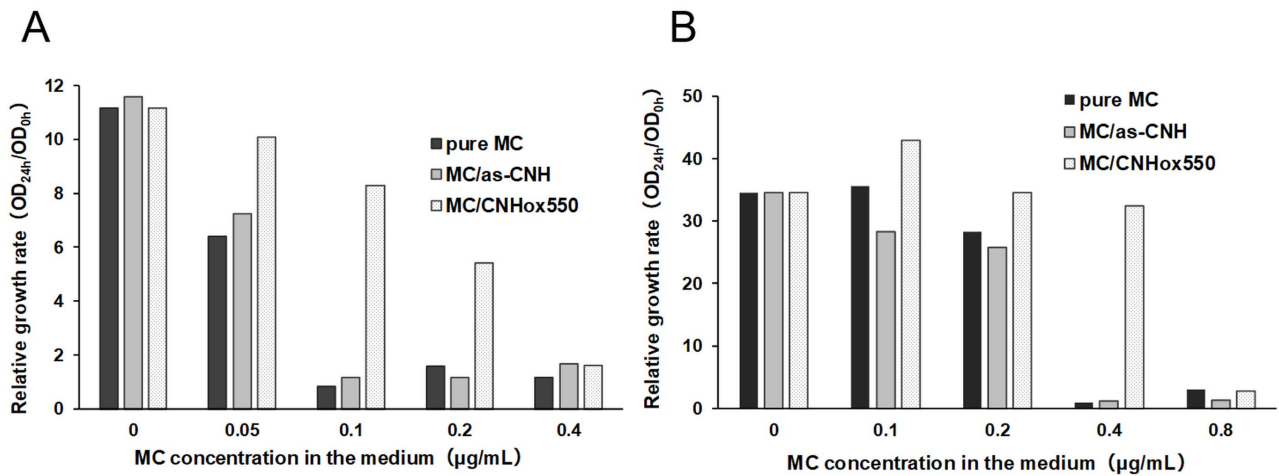 A
Relative growth rate (OD24h/OD0h)
12
10
8
6
4
2
0
pure MC
MC/as-CNH
MC/CNHox550
0 0.05 0.1 0.2 0.4
MC concentration in the medium (μg/mL)
B
Relative growth rate (OD24h/OD0h)
50
40
30
20
10
0
pure MC
MC/as-CNH
MC/CNHox550
0 0.1 0.2 0.4 0.8
MC concentration in the medium (μg/mL)